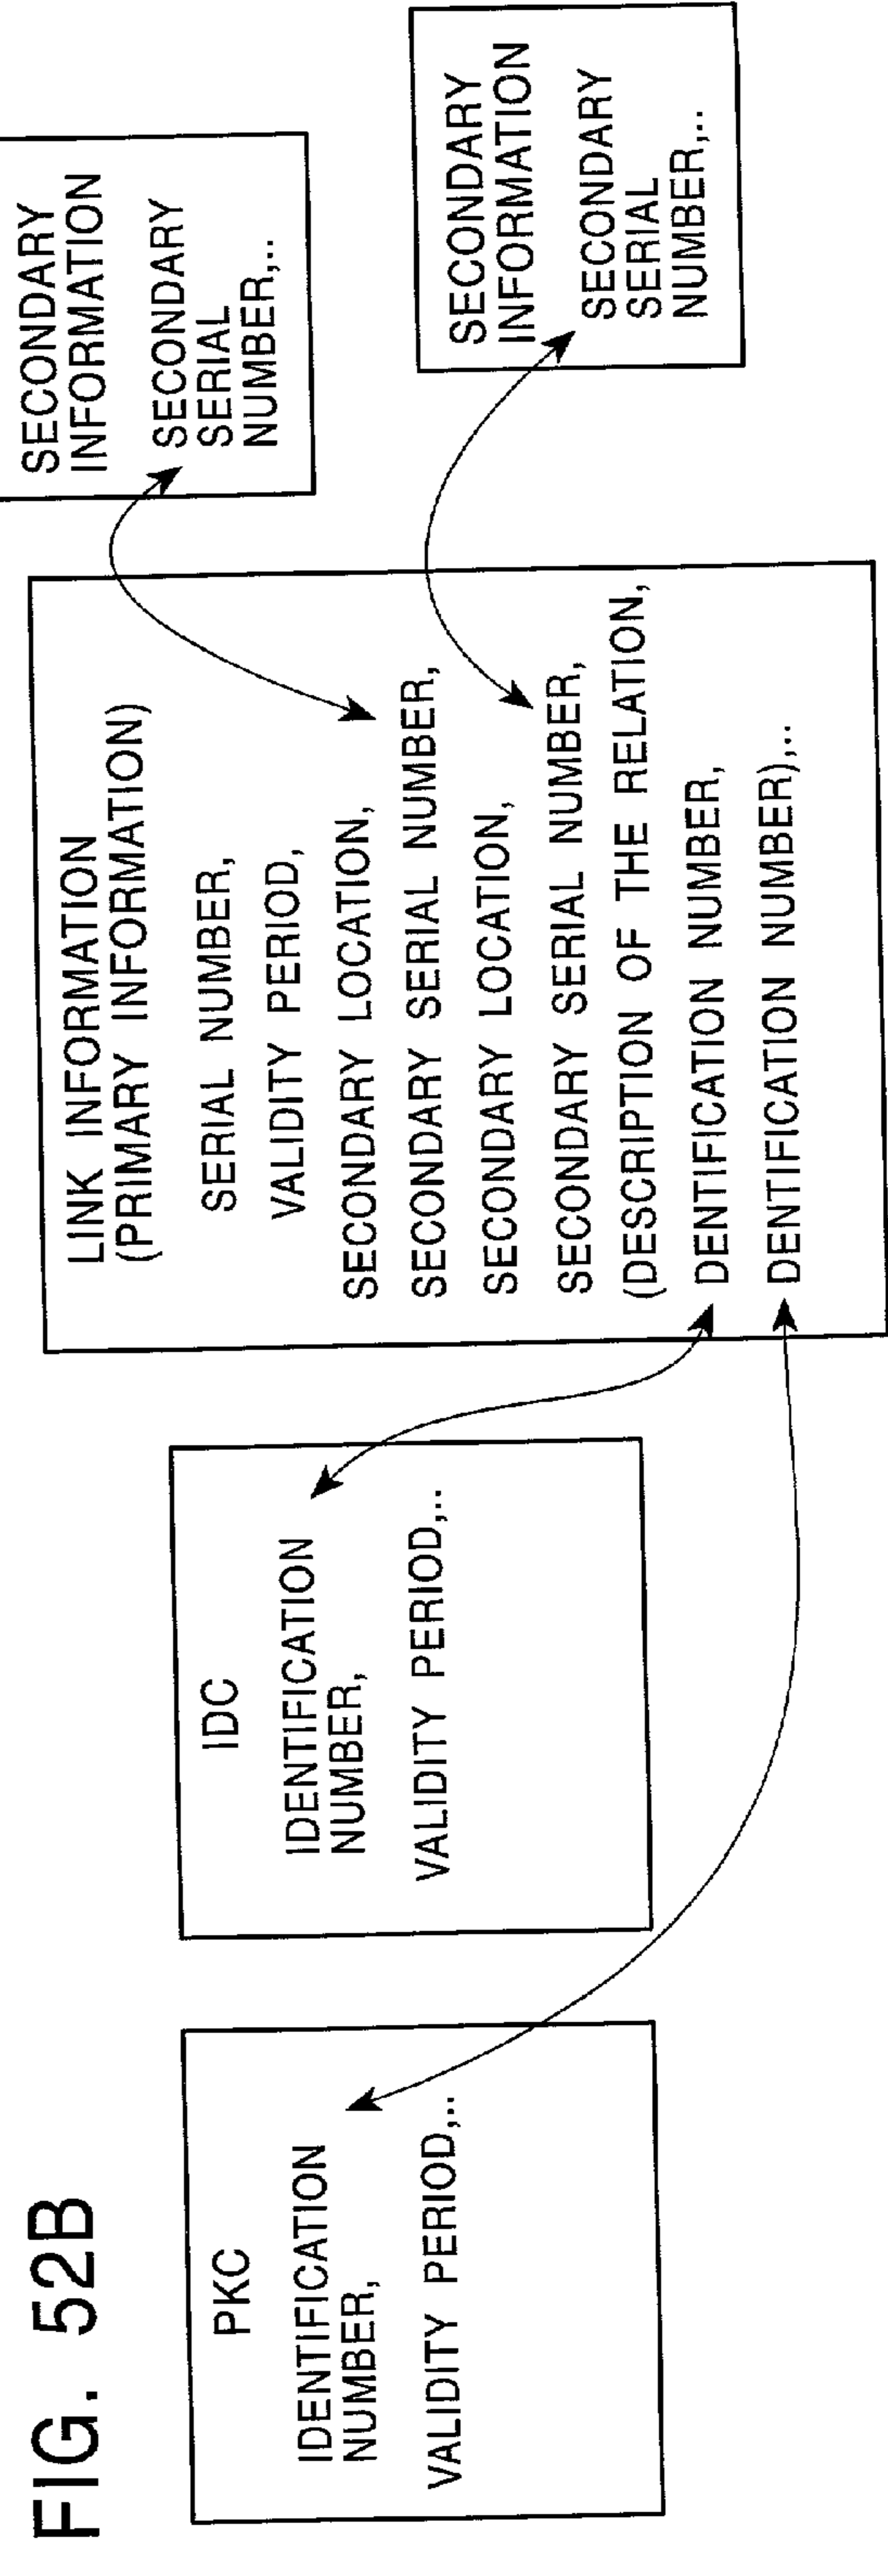 FIG. 52B
PKC
IDENTIFICATION
NUMBER,
VALIDITY PERIOD,..
IDC
IDENTIFICATION
NUMBER,
VALIDITY PERIOD,..
LINK INFORMATION
(PRIMARY INFORMATION)
SERIAL NUMBER,
VALIDITY PERIOD,
SECONDARY LOCATION,
SECONDARY SERIAL NUMBER,
SECONDARY LOCATION,
SECONDARY SERIAL NUMBER,
(DESCRIPTION OF THE RELATION,
DENTIFICATION NUMBER,
DENTIFICATION NUMBER),..
SECONDARY
INFORMATION
SECONDARY
SERIAL
NUMBER,..
SECONDARY
INFORMATION
SECONDARY
SERIAL
NUMBER,..